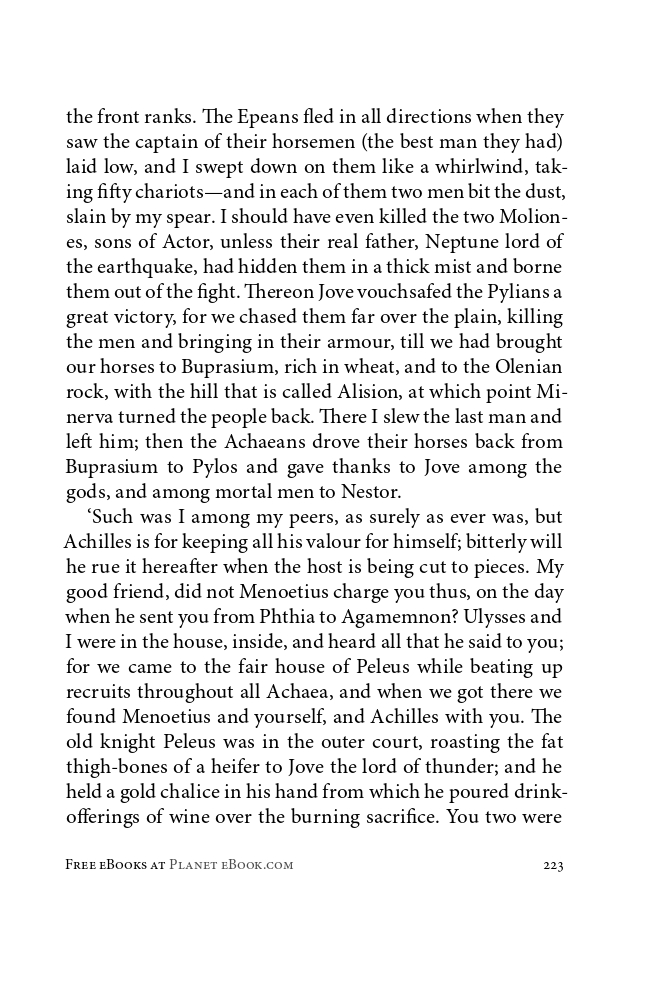 the front ranks. The Epeans fled in all directions when they
saw the captain of their horsemen (the best man they had)
laid low, and I swept down on them like a whirlwind, tak-
ing fifty chariots—and in each of them two men bit the dust,
slain by my spear. I should have even killed the two Molion-
es, sons of Actor, unless their real father, Neptune lord of
the earthquake, had hidden them in a thick mist and borne
them out of the fight. Thereon Jove vouchsafed the Pylians a
great victory, for we chased them far over the plain, killing
the men and bringing in their armour, till we had brought
our horses to Buprasium, rich in wheat, and to the Olenian
rock, with the hill that is called Alision, at which point Mi-
nerva turned the people back. There I slew the last man and
left him; then the Achaeans drove their horses back from
Buprasium to Pylos and gave thanks to Jove among the
gods, and among mortal men to Nestor.
‘Such was I among my peers, as surely as ever was, but
Achilles is for keeping all his valour for himself; bitterly will
he rue it hereafter when the host is being cut to pieces. My
good friend, did not Menoetius charge you thus, on the day
when he sent you from Phthia to Agamemnon? Ulysses and
I were in the house, inside, and heard all that he said to you;
for we came to the fair house of Peleus while beating up
recruits throughout all Achaea, and when we got there we
found Menoetius and yourself, and Achilles with you. The
old knight Peleus was in the outer court, roasting the fat
thigh-bones of a heifer to Jove the lord of thunder; and he
held a gold chalice in his hand from which he poured drink-
offerings of wine over the burning sacrifice. You two were
Free eBooks at Planet eBook.com 223